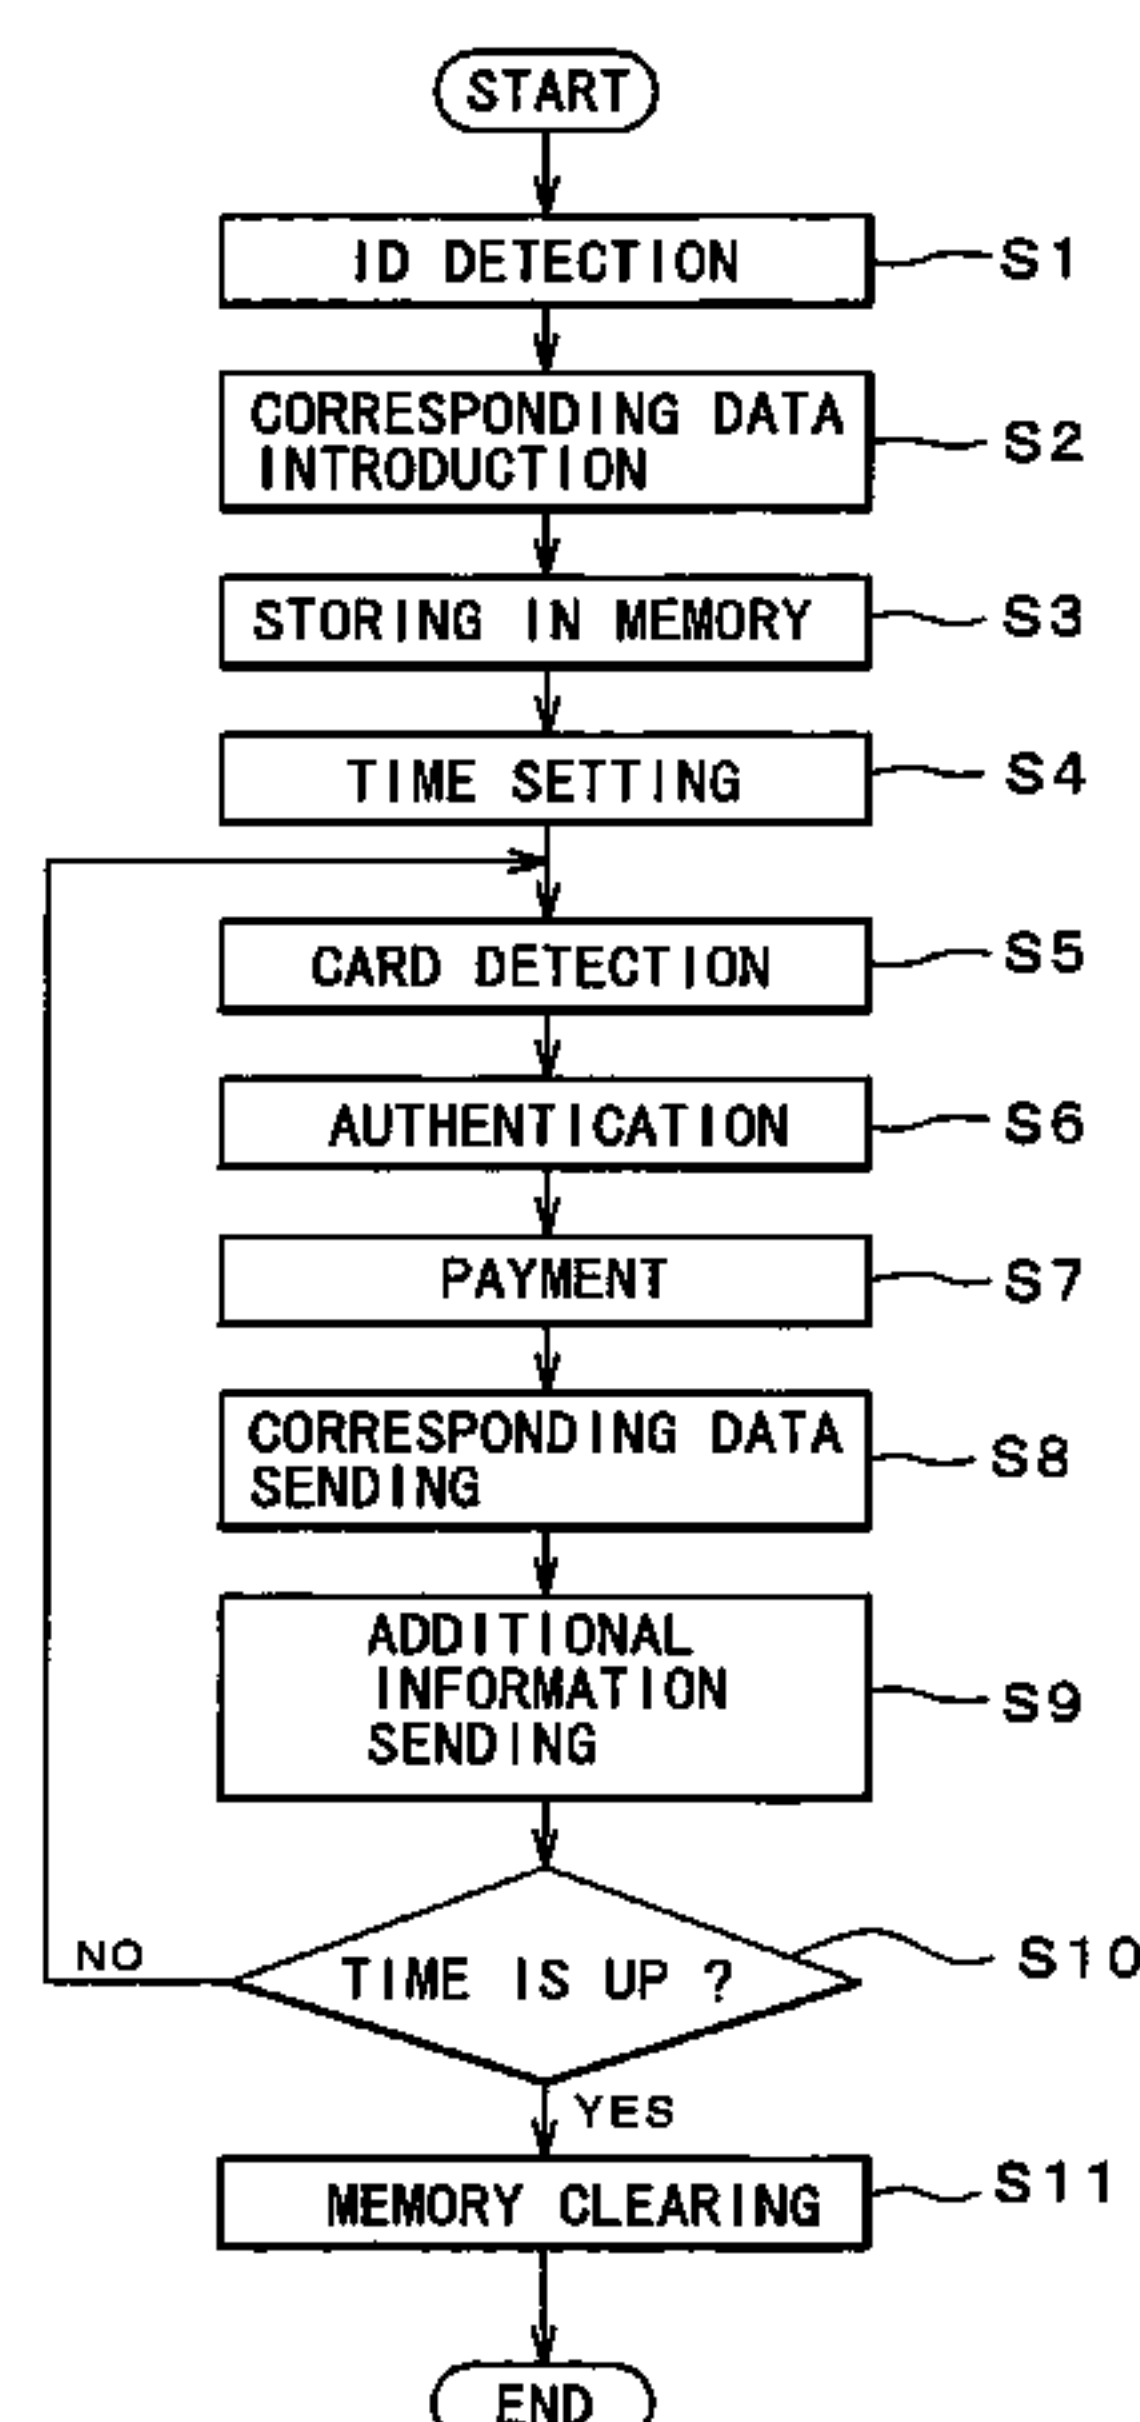 START
ID DETECTION
S1
CORRESPONDING DATA
INTRODUCTION
S2
STORING IN MEMORY
S3
TIME SETTING
S4
CARD DETECTION
S5
AUTHENTICATION
S6
PAYMENT
S7
CORRESPONDING DATA
SENDING
S8
ADDITIONAL
INFORMATION
SENDING
S9
TIME IS UP ?
S10
NO
YES
MEMORY CLEARING
S11
END